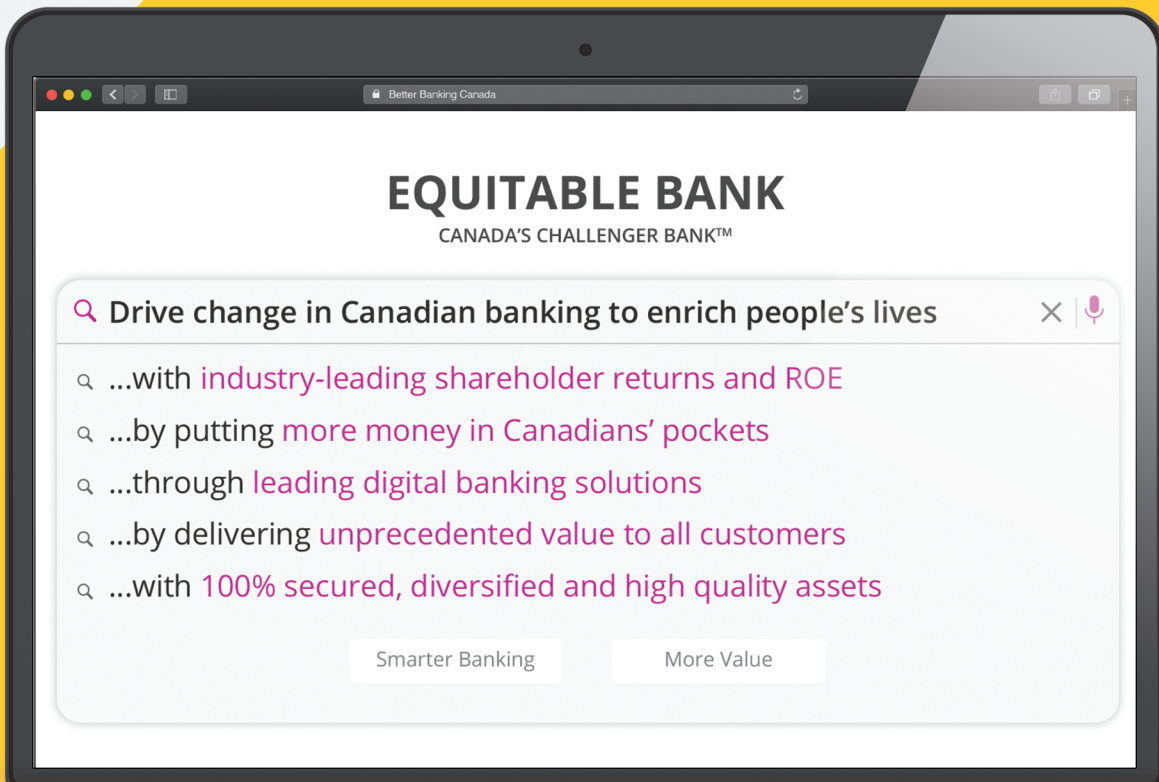 Better Banking Canada
EQUITABLE BANK
CANADA'S CHALLENGER BANK™
Drive change in Canadian banking to enrich people's lives
...with industry-leading shareholder returns and ROE
...by putting more money in Canadians' pockets
...through leading digital banking solutions
...by delivering unprecedented value to all customers
...with 100% secured, diversified and high quality assets
Smarter Banking More Value